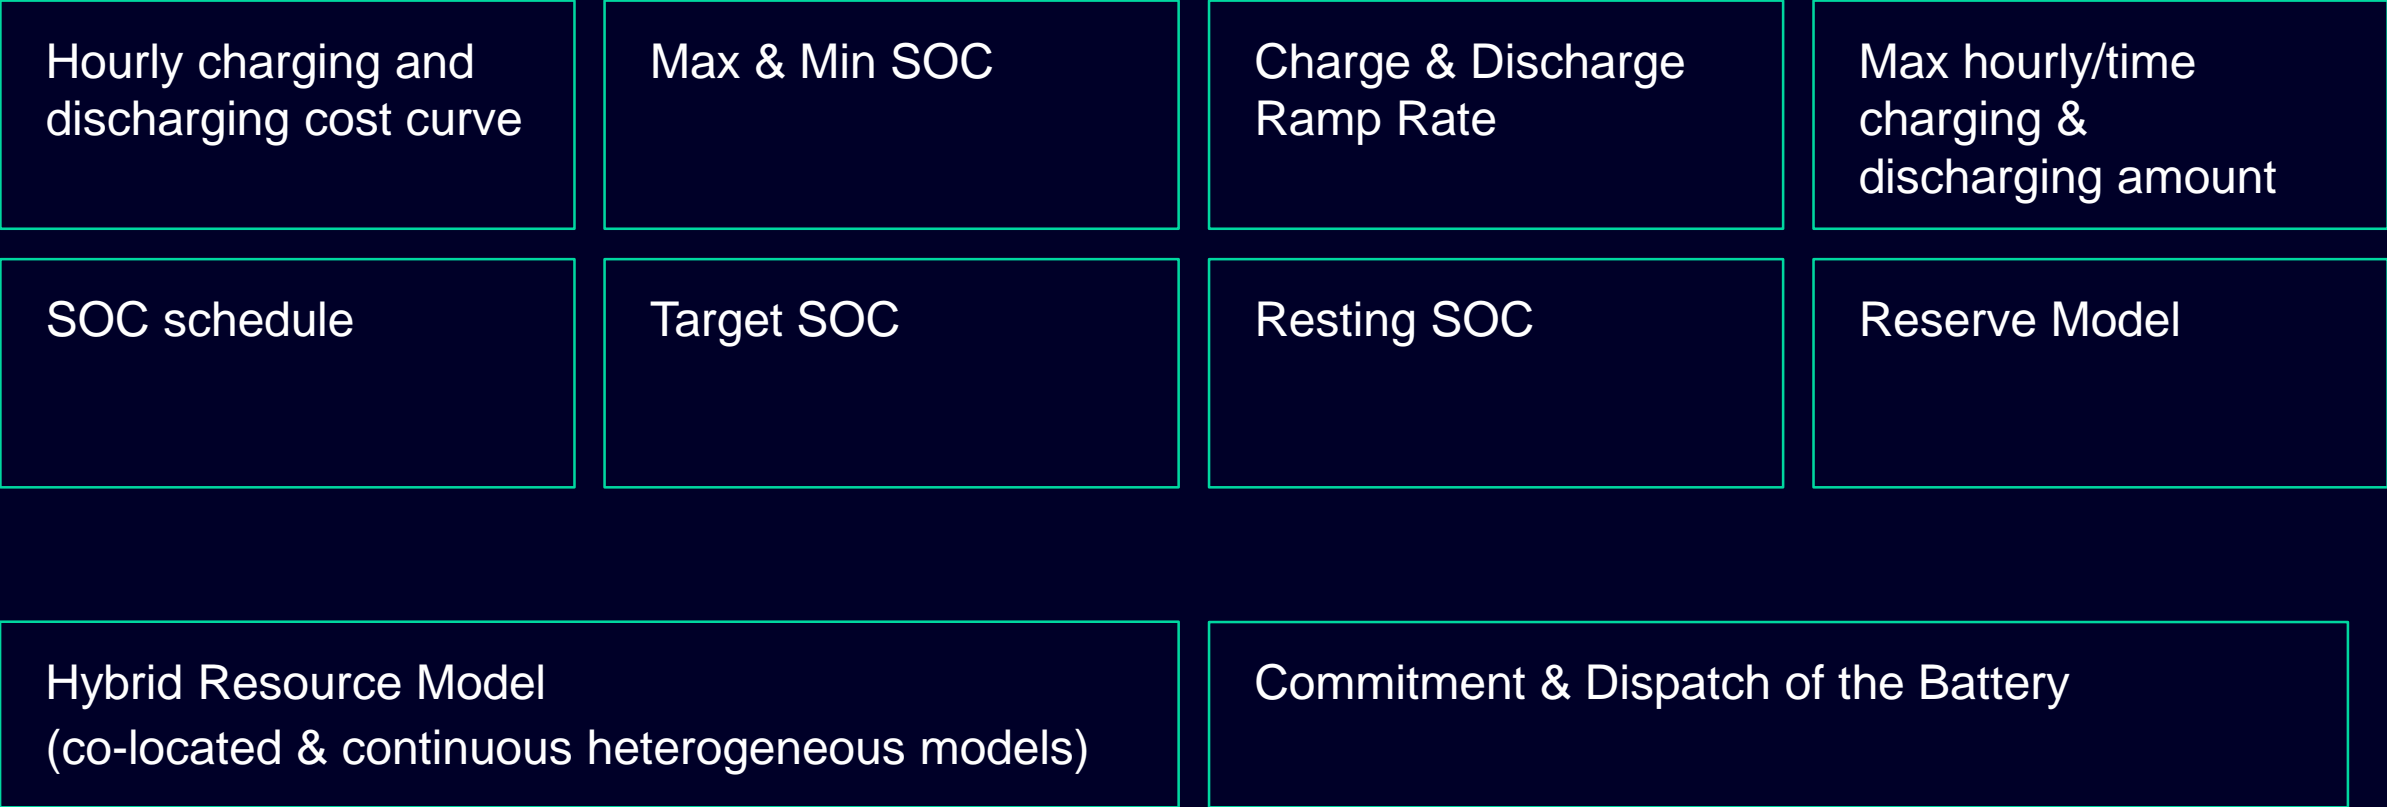 Hourly charging and
discharging cost curve
Max & Min SOC
Charge & Discharge
Ramp Rate
Max hourly/time
charging &
discharging amount
SOC schedule
Target SOC
Resting SOC
Reserve Model
Hybrid Resource Model
(co-located & continuous heterogeneous models)
Commitment & Dispatch of the Battery